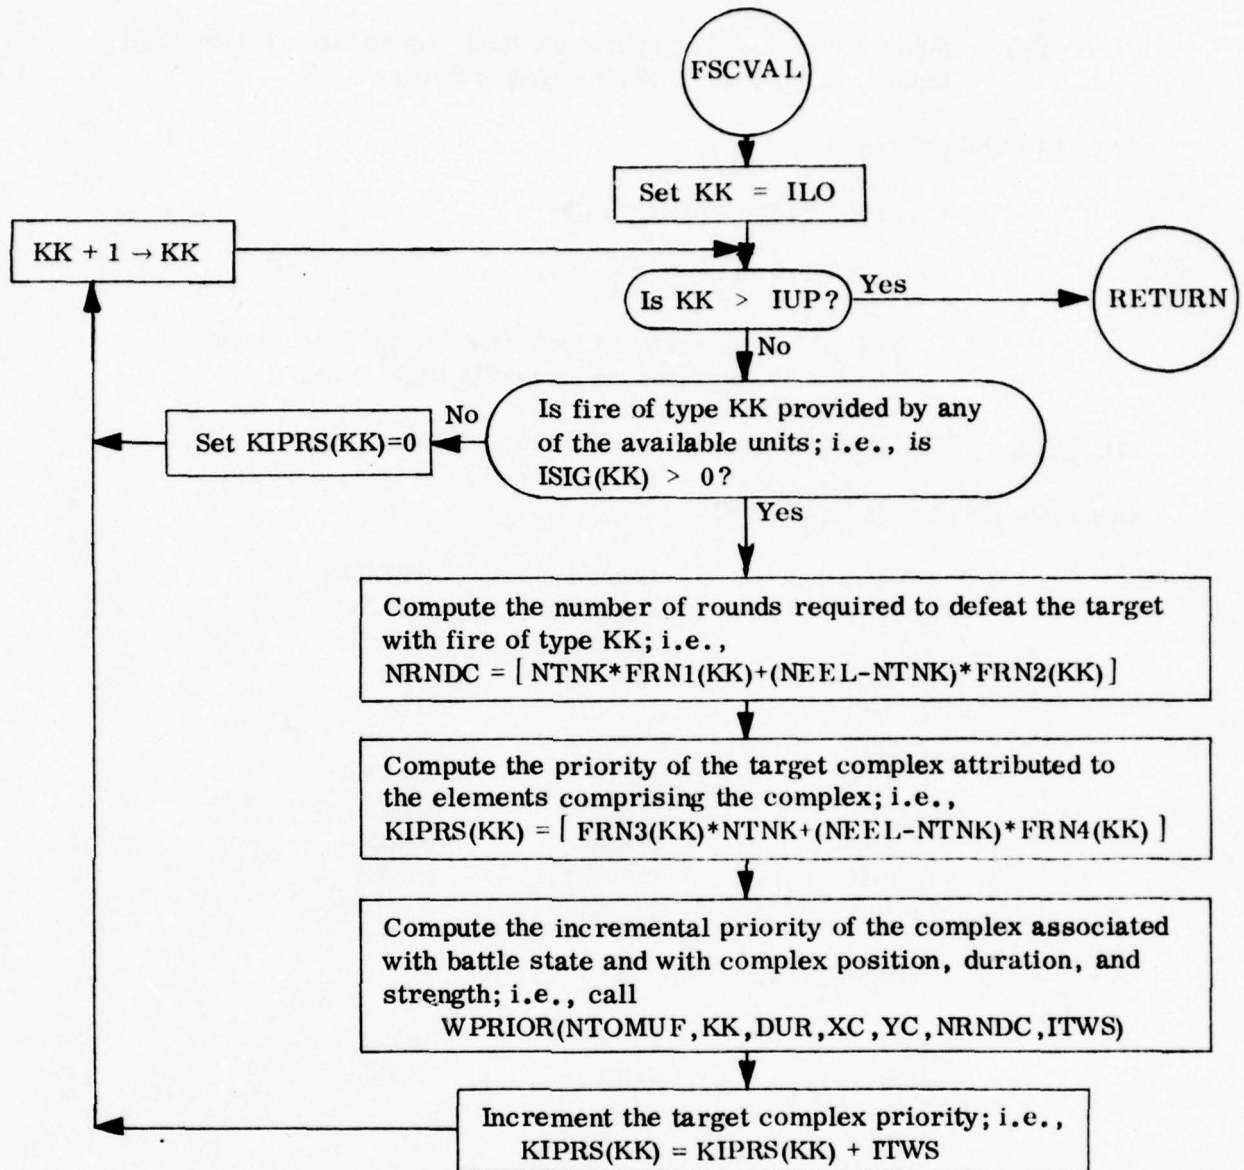 FSCVAL
Set KK = ILO
KK + 1 → KK
Is KK > IUP?
Yes
RETURN
No
Is fire of type KK provided by any
of the available units; i.e., is
ISIG(KK) > 0?
No
Set KIPRS(KK)=0
Yes
Compute the number of rounds required to defeat the target
with fire of type KK; i.e.,
NRNDC = [ NTNK*FRN1(KK)+(NEEL-NTNK)*FRN2(KK) ]
Compute the priority of the target complex attributed to
the elements comprising the complex; i.e.,
KIPRS(KK) = [ FRN3(KK)*NTNK+(NEEL-NTNK)*FRN4(KK) ]
Compute the incremental priority of the complex associated
with battle state and with complex position, duration, and
strength; i.e., call
WPRIOR(NTOMUF,KK,DUR,XC,YC,NRNDC,ITWS)
Increment the target complex priority; i.e.,
KIPRS(KK) = KIPRS(KK) + ITWS